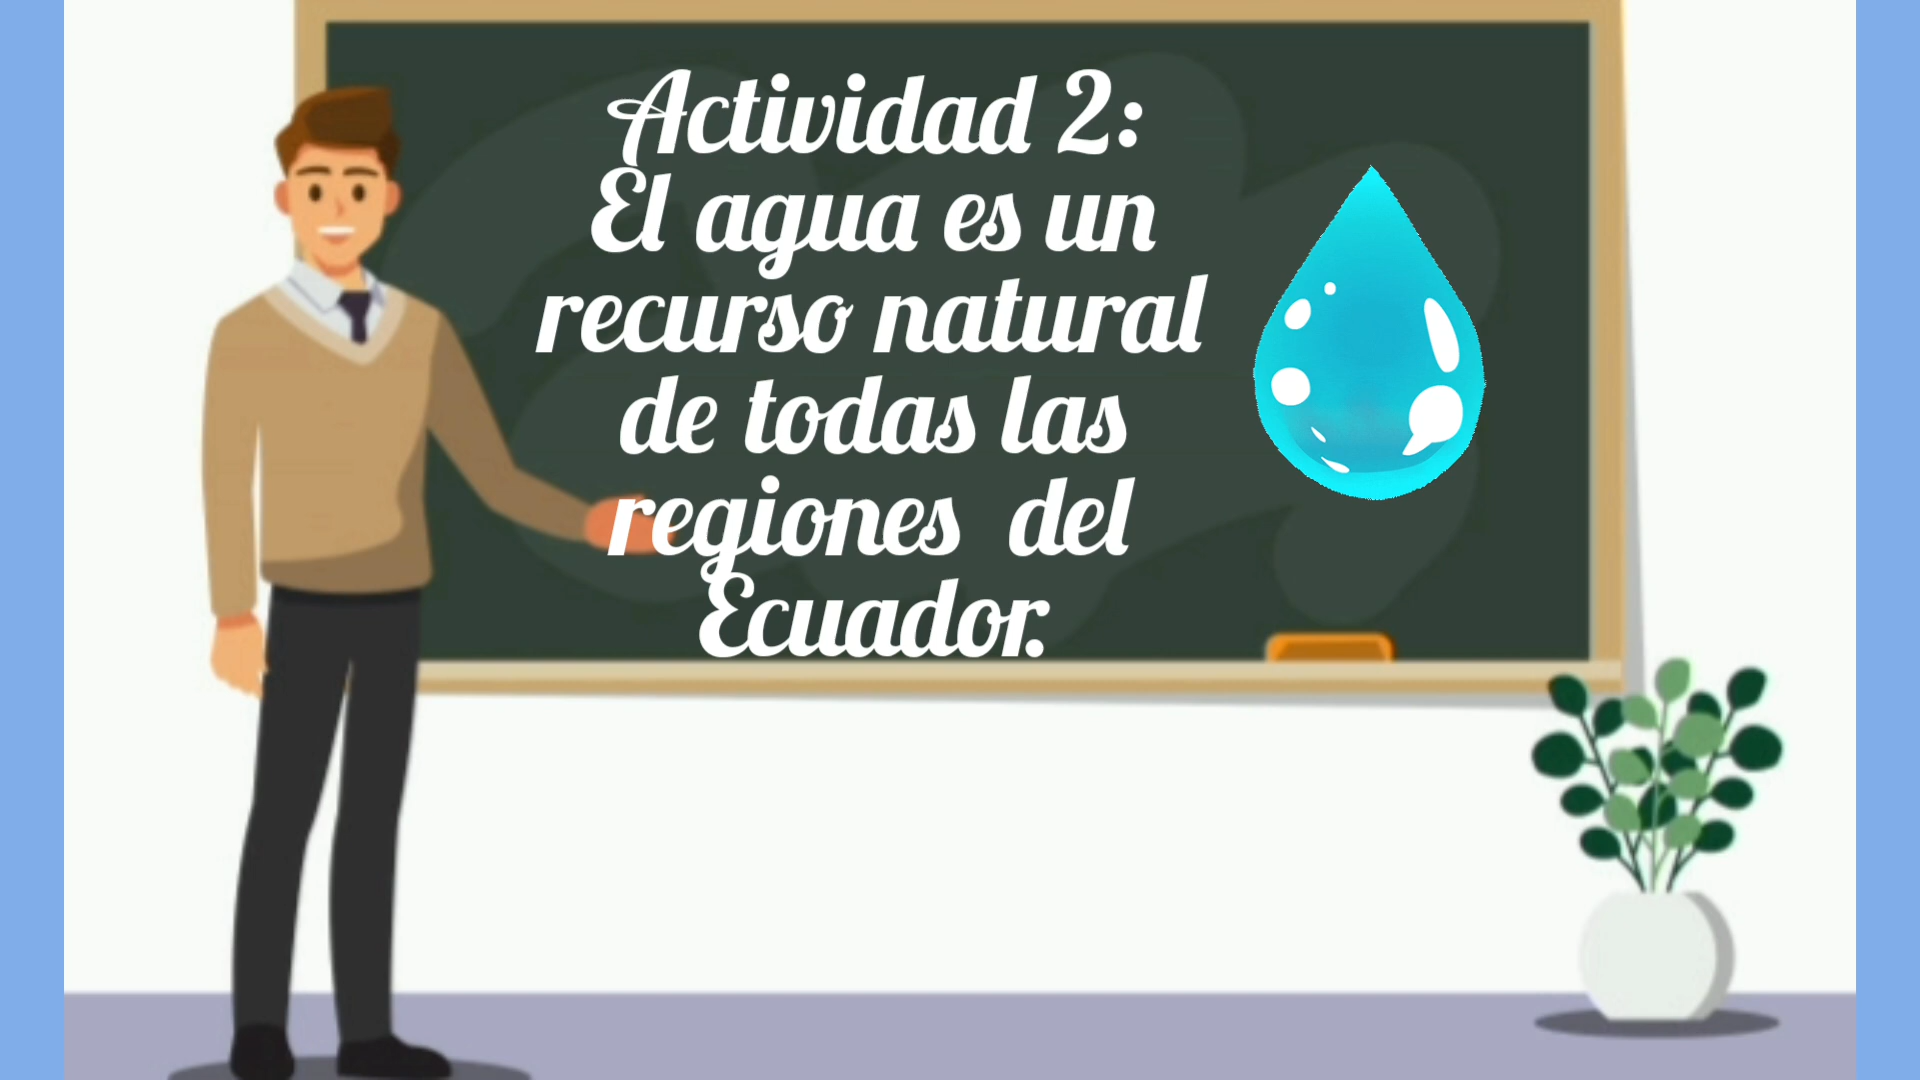 Actividad 2:
El agua es un
recurso natural
de todas las
regiones del
Ecuador.